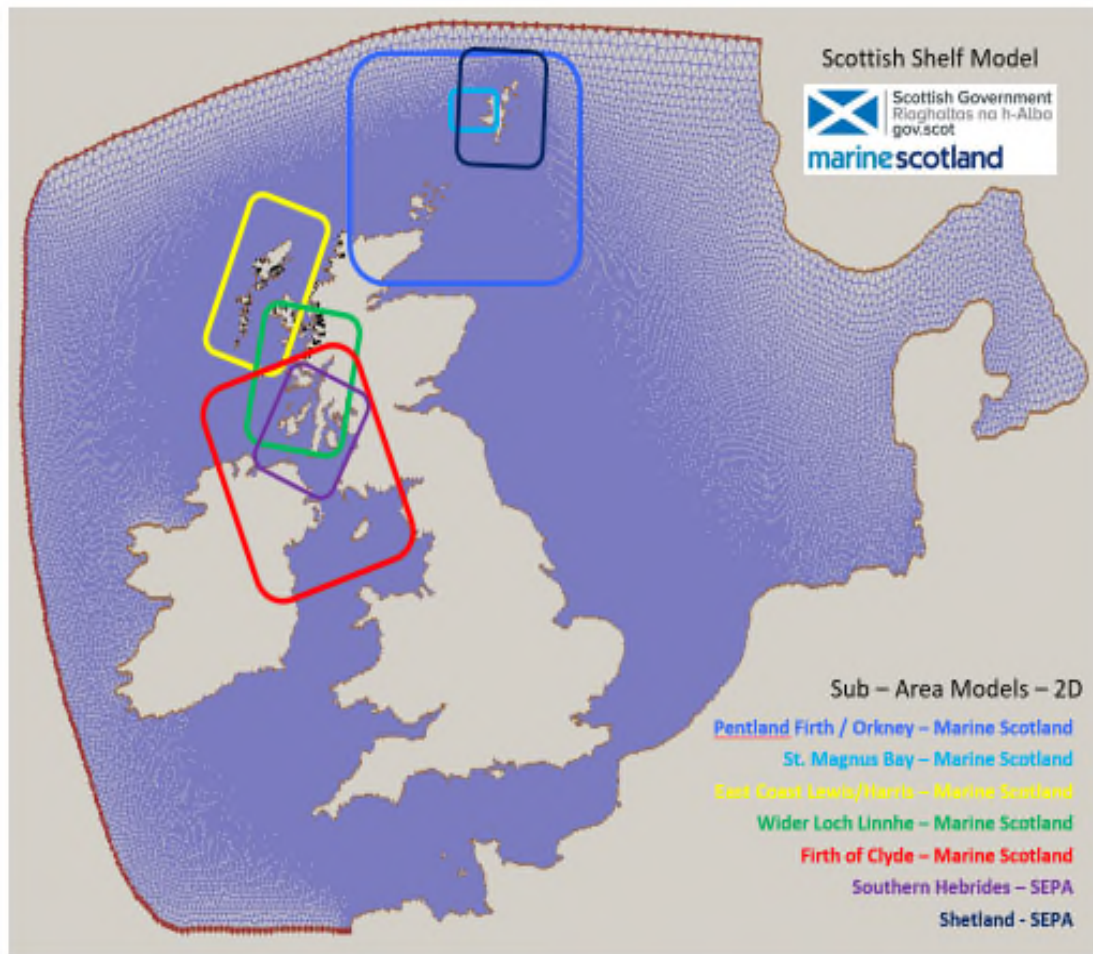 Scottish Shelf Model
Scottish Government
Riaghaltas na h-Alba
gov.scot
marinescotland
Sub – Area Models – 2D
Pentland Firth / Orkney – Marine Scotland
St. Magnus Bay – Marine Scotland
East Coast Lewis/Harris – Marine Scotland
Wider Loch Linnhe – Marine Scotland
Firth of Clyde – Marine Scotland
Southern Hebrides – SEPA
Shetland - SEPA